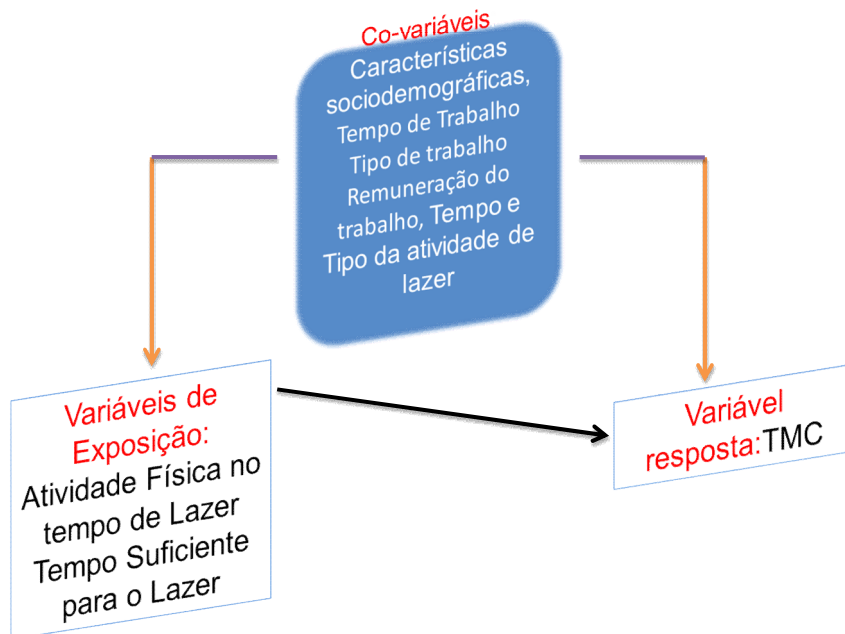 Co-variáveis
Características
sociodemográficas,
Tempo de Trabalho
Tipo de trabalho
Remuneração do
trabalho, Tempo e
Tipo da atividade de
lazer
Variáveis de
Exposição:
Atividade Física no
tempo de Lazer
Tempo Suficiente
para o Lazer
Variável
resposta:TMC